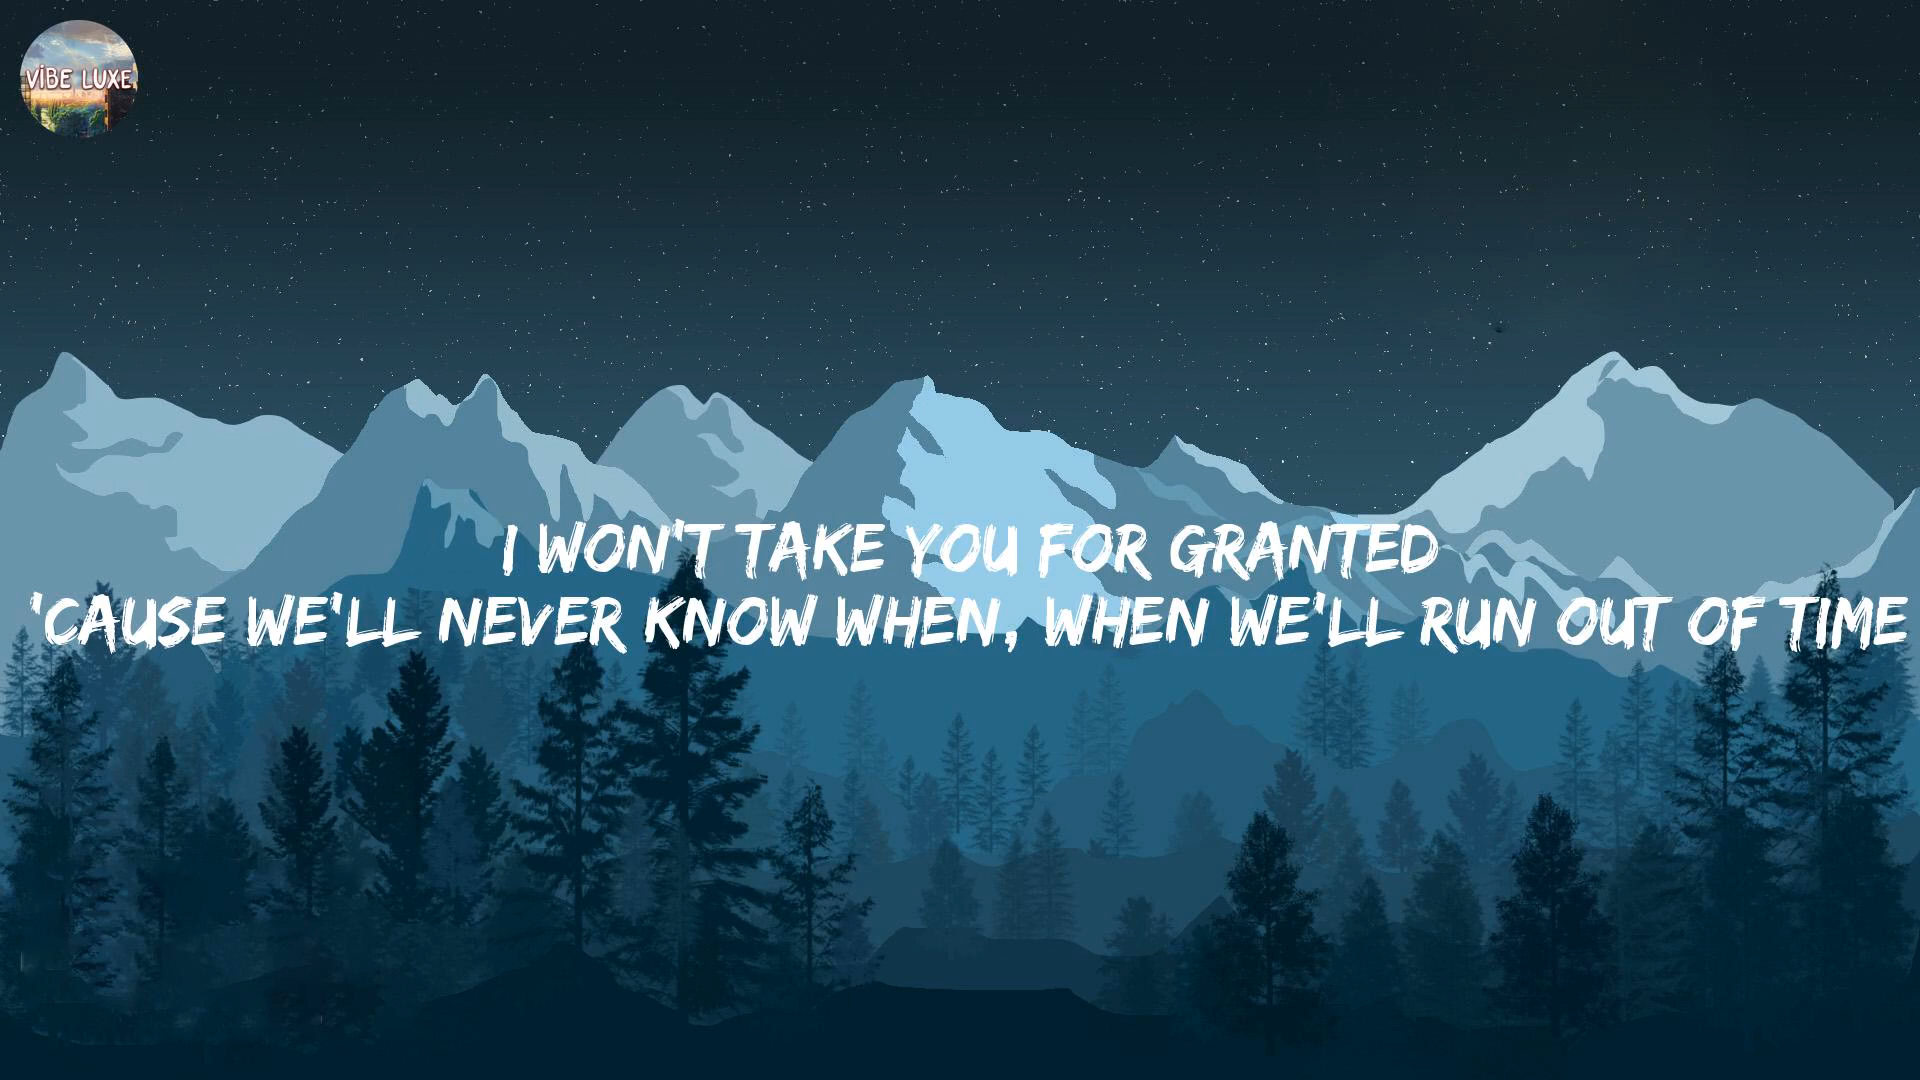 VIBE LUXE
I WON'T TAKE YOU FOR GRANTED
'CAUSE WE'LL NEVER KNOW WHEN, WHEN WE'LL RUN OUT OF TIME